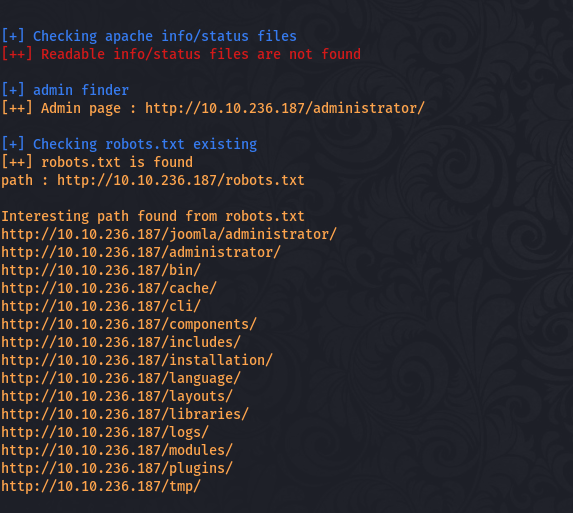 [+] Checking apache info/status files
[++] Readable info/status files are not found
[+] admin finder
[++] Admin page : http://10.10.236.187/administrator/
[+] Checking robots.txt existing
[++] robots.txt is found
path : http://10.10.236.187/robots.txt
Interesting path found from robots.txt
http://10.10.236.187/joomla/administrator/
http://10.10.236.187/administrator/
http://10.10.236.187/bin/
http://10.10.236.187/cache/
http://10.10.236.187/cli/
http://10.10.236.187/components/
http://10.10.236.187/includes/
http://10.10.236.187/installation/
http://10.10.236.187/language/
http://10.10.236.187/layouts/
http://10.10.236.187/libraries/
http://10.10.236.187/logs/
http://10.10.236.187/modules/
http://10.10.236.187/plugins/
http://10.10.236.187/tmp/